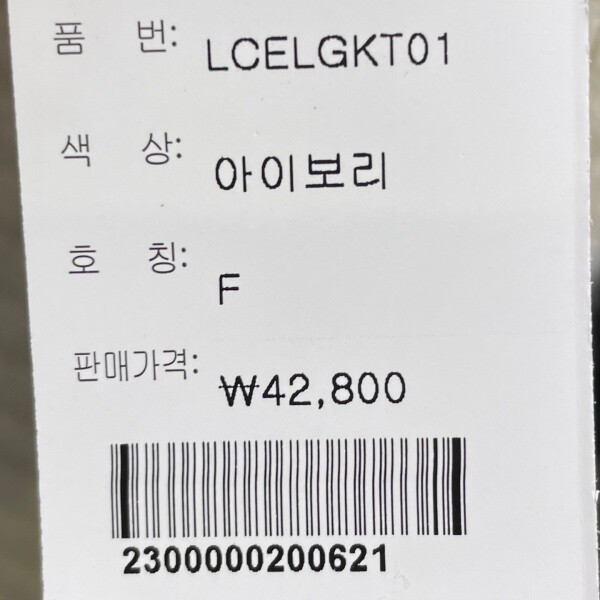 품 번: LCELGKT01
색 상: 아이보리
호 칭: F
판매가격: ₩42,800
2300000200621